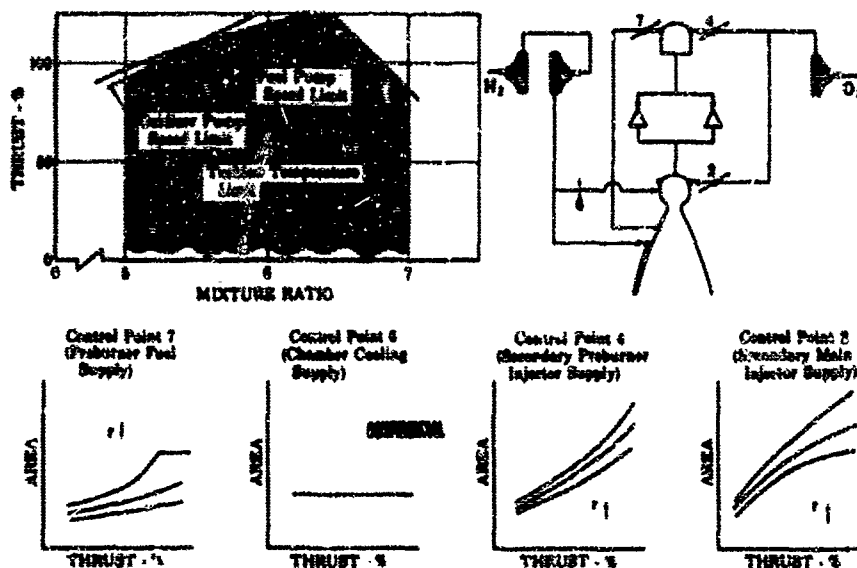 THRUST - %
100
50
0
Fuel Pump
Speed Limit
Oxidizer Pump
Speed Limit
Turbine Temperature
Limit
0 5 6 7
MIXTURE RATIO
7 4
H₂
2
Control Point 7
(Preburner Fuel
Supply)
AREA
r
THRUST - %
Control Point 6
(Chamber Cooling
Supply)
AREA
THRUST - %
Control Point 4
(Secondary Preburner
Injector Supply)
AREA
r
THRUST - %
Control Point 2
(Secondary Main
Injector Supply)
AREA
r
THRUST - %